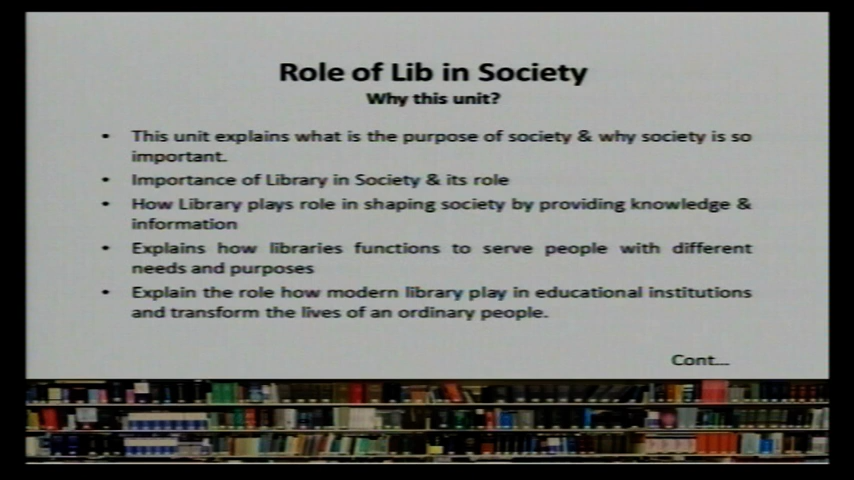 Role of Lib in Society
Why this unit?
• This unit explains what is the purpose of society & why society is so
important.
• Importance of Library in Society & its role
• How Library plays role in shaping society by providing knowledge &
information
• Explains how libraries functions to serve people with different
needs and purposes
• Explain the role how modern library play in educational institutions
and transform the lives of an ordinary people.
Cont...